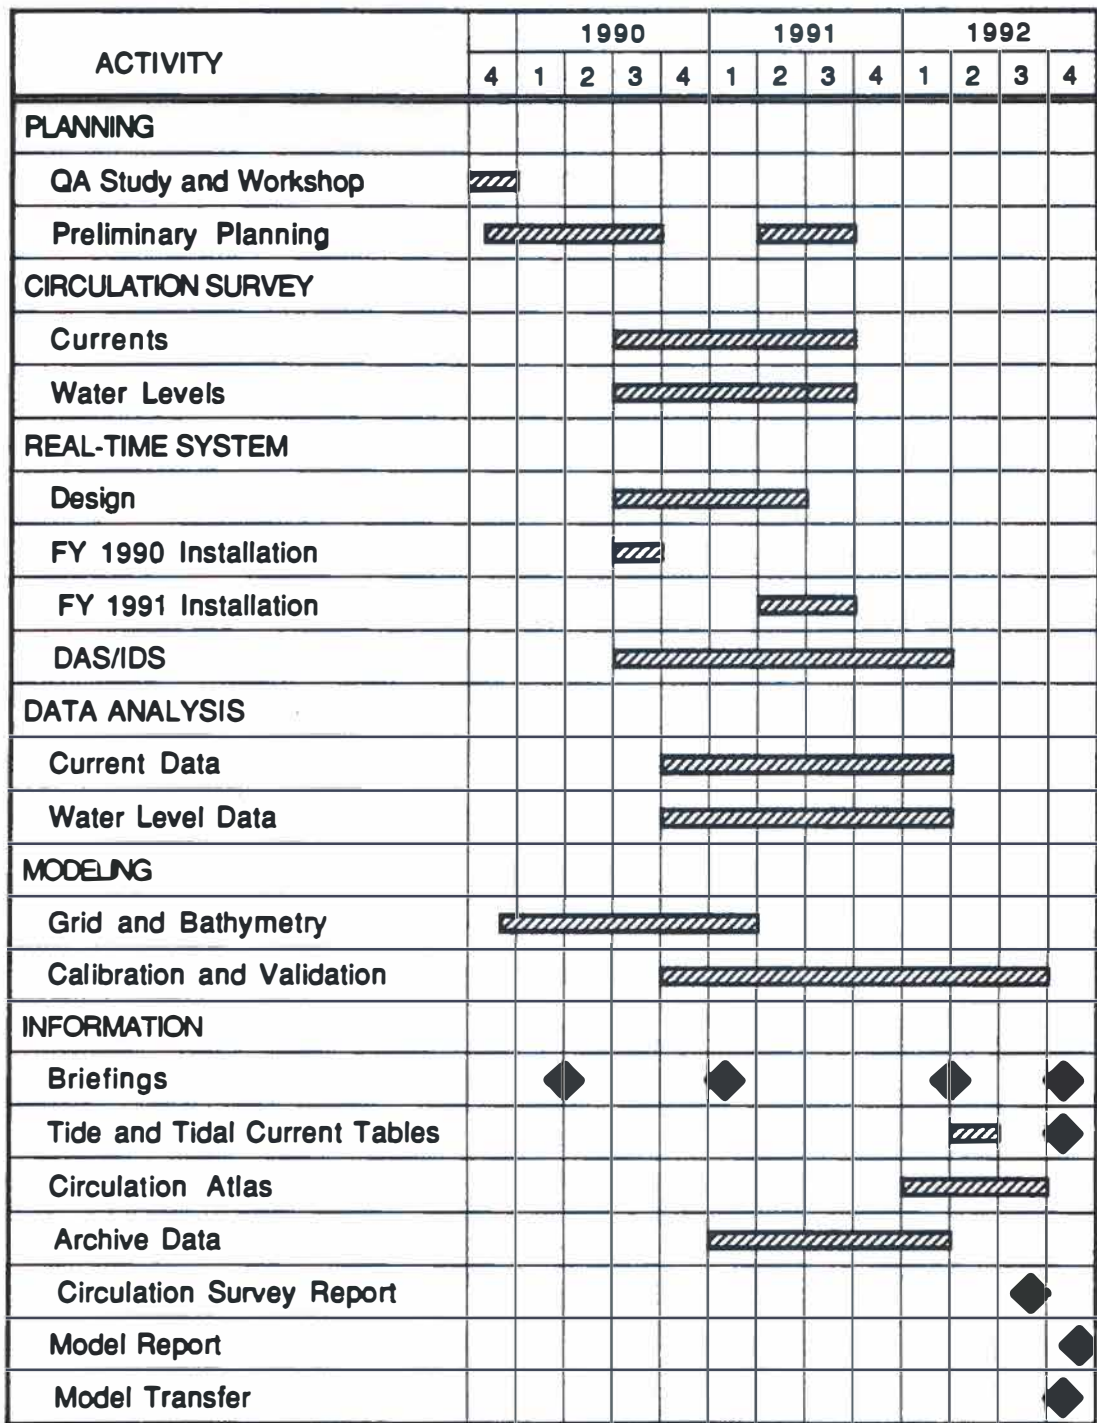 ACTIVITY
1990 1991 1992
4 1 2 3 4 1 2 3 4 1 2 3 4
PLANNING
QA Study and Workshop
Preliminary Planning
CIRCULATION SURVEY
Currents
Water Levels
REAL-TIME SYSTEM
Design
FY 1990 Installation
FY 1991 Installation
DAS/IDS
DATA ANALYSIS
Current Data
Water Level Data
MODELING
Grid and Bathymetry
Calibration and Validation
INFORMATION
Briefings
Tide and Tidal Current Tables
Circulation Atlas
Archive Data
Circulation Survey Report
Model Report
Model Transfer